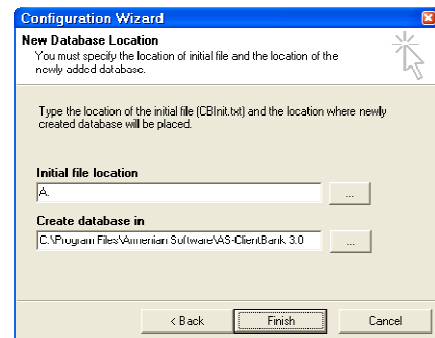 Configuration Wizard
New Database Location
You must specify the location of initial file and the location of the
newly added database.
Type the location of the initial file (CBInit.txt) and the location where newly
created database will be placed.
Initial file location
A:
...
Create database in
C:\Program Files\Armenian Software\AS-ClientBank 3.0
...
< Back
Finish
Cancel